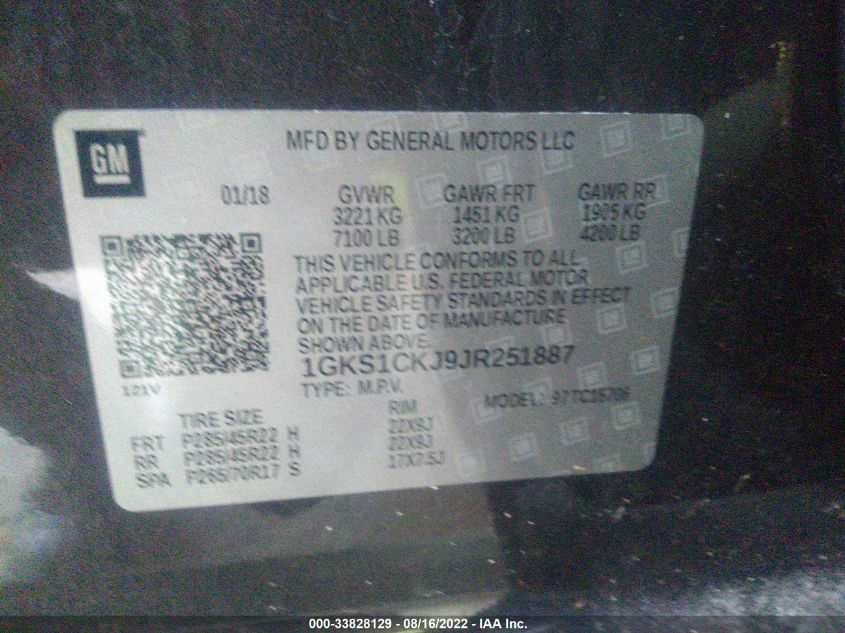 GM
MFD BY GENERAL MOTORS LLC
01/18 GVWR GAWR FRT GAWR RR
3221 KG 1451 KG 1905 KG
7100 LB 3200 LB 4200 LB
THIS VEHICLE CONFORMS TO ALL
APPLICABLE U.S. FEDERAL MOTOR
VEHICLE SAFETY STANDARDS IN EFFECT
ON THE DATE OF MANUFACTURE
SHOWN ABOVE.
1GKS1CKJ9JR251887
TYPE: M.P.V. MODEL:
TIRE SIZE RIM
FRT P285/45R22 H 22X9J
RR P285/45R22 H 22X9J
SPA P265/70R17 S 17X7.5J
000-33828129 - 08/16/2022 - IAA Inc.